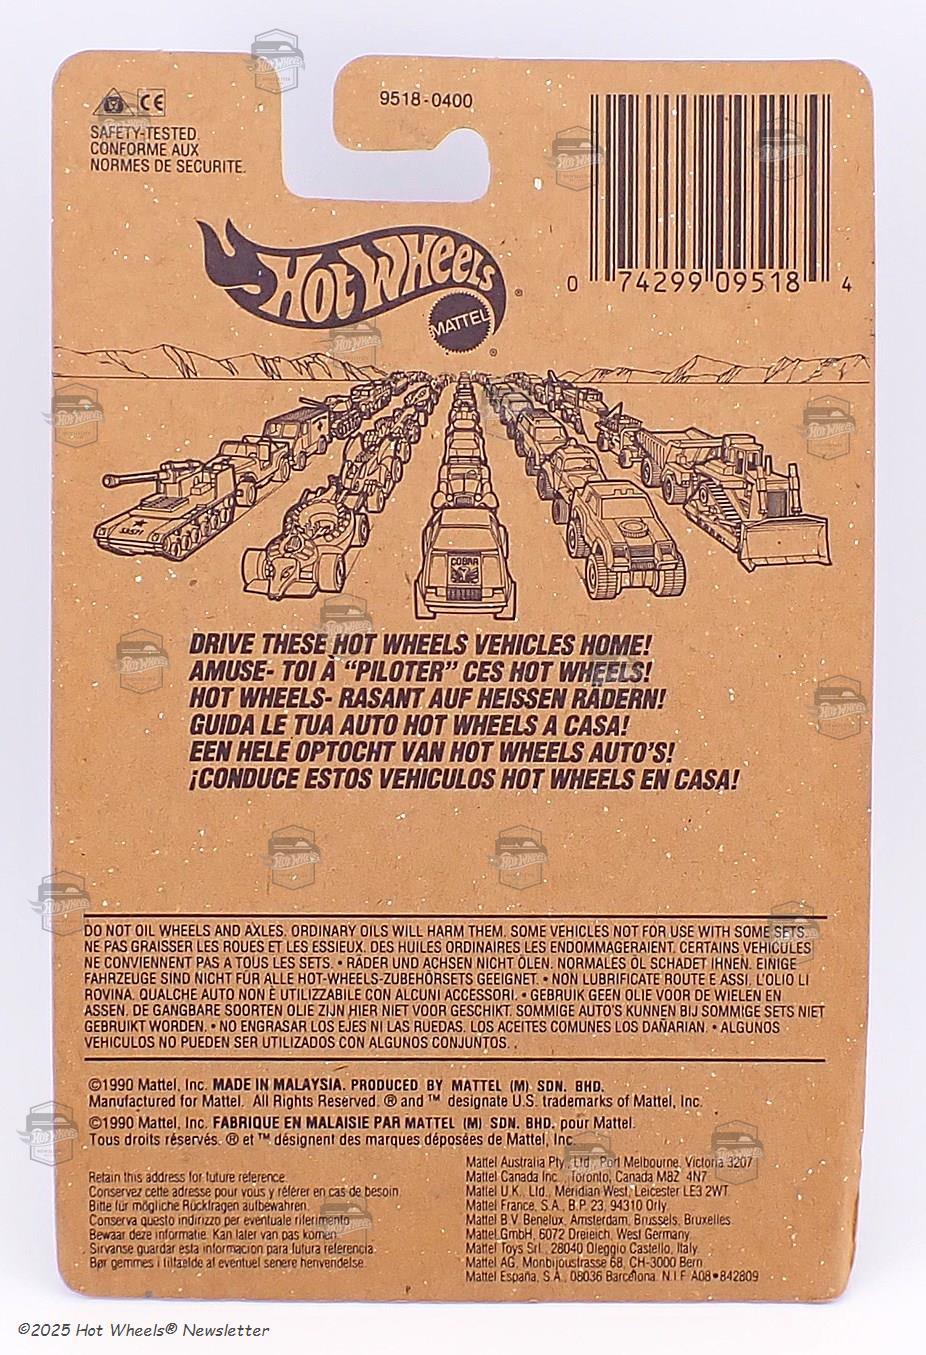 CE
9518-0400
SAFETY-TESTED.
CONFORME AUX
NORMES DE SECURITE.
HOT WHEELS ®
MATTEL ®
0 74299 09518 4
COBRA
DRIVE THESE HOT WHEELS VEHICLES HOME!
AMUSE- TOI À “PILOTER” CES HOT WHEELS!
HOT WHEELS- RASANT AUF HEISSEN RÄDERN!
GUIDA LE TUA AUTO HOT WHEELS A CASA!
EEN HELE OPTOCHT VAN HOT WHEELS AUTO'S!
¡CONDUCE ESTOS VEHICULOS HOT WHEELS EN CASA!
DO NOT OIL WHEELS AND AXLES. ORDINARY OILS WILL HARM THEM. SOME VEHICLES NOT FOR USE WITH SOME SETS.
NE PAS GRAISSER LES ROUES ET LES ESSIEUX. DES HUILES ORDINAIRES LES ENDOMMAGERAIENT. CERTAINS VEHICULES
NE CONVIENNENT PAS A TOUS LES SETS. • RÄDER UND ACHSEN NICHT ÖLEN. NORMALES ÖL SCHADET IHNEN. EINIGE
FAHRZEUGE SIND NICHT FÜR ALLE HOT-WHEELS-ZUBEHÖRSETS GEEIGNET. • NON LUBRIFICATE ROUTE E ASSI. L'OLIO LI
ROVINA. QUALCHE AUTO NON È UTILIZZABILE CON ALCUNI ACCESSORI. • GEBRUIK GEEN OLIE VOOR DE WIELEN EN
ASSEN. DE GANGBARE SOORTEN OLIE ZIJN HIER NIET VOOR GESCHIKT. SOMMIGE AUTO'S KUNNEN BIJ SOMMIGE SETS NIET
GEBRUIKT WORDEN. • NO ENGRASAR LOS EJES NI LAS RUEDAS. LOS ACEITES COMUNES LOS DAÑARIAN. • ALGUNOS
VEHICULOS NO PUEDEN SER UTILIZADOS CON ALGUNOS CONJUNTOS.
©1990 Mattel, Inc. MADE IN MALAYSIA. PRODUCED BY MATTEL (M) SDN. BHD.
Manufactured for Mattel. All Rights Reserved. ® and ™ designate U.S. trademarks of Mattel, Inc.
©1990 Mattel, Inc. FABRIQUE EN MALAISIE PAR MATTEL (M) SDN. BHD. pour Mattel.
Tous droits réservés. ® et ™ désignent des marques déposées de Mattel, Inc.
Retain this address for future reference.
Conservez cette adresse pour vous y référer en cas de besoin.
Bitte für mögliche Rückfragen aufbewahren.
Conserva questo indirizzo per eventuale riferimento.
Bewaar deze informatie. Kan later van pas komen.
Sirvanse guardar esta informacion para futura referencia.
Bør gemmes i tilfælde af eventuel senere henvendelse.
Mattel Australia Pty., Ltd., Port Melbourne, Victoria 3207
Mattel Canada Inc., Toronto, Canada M8Z 4N7.
Mattel U.K., Ltd., Meridian West, Leicester LE3 2WT.
Mattel France, S.A., B.P. 23, 94310 Orly.
Mattel B.V. Benelux, Amsterdam, Brussels, Bruxelles.
Mattel GmbH, 6072 Dreieich, West Germany.
Mattel Toys Srl., 28040 Oleggio Castello, Italy.
Mattel AG, Monbijoustrasse 68, CH-3000 Bern
Mattel España, S.A., 08036 Barcelona. N.I.F. A08•842809
©2025 Hot Wheels® Newsletter